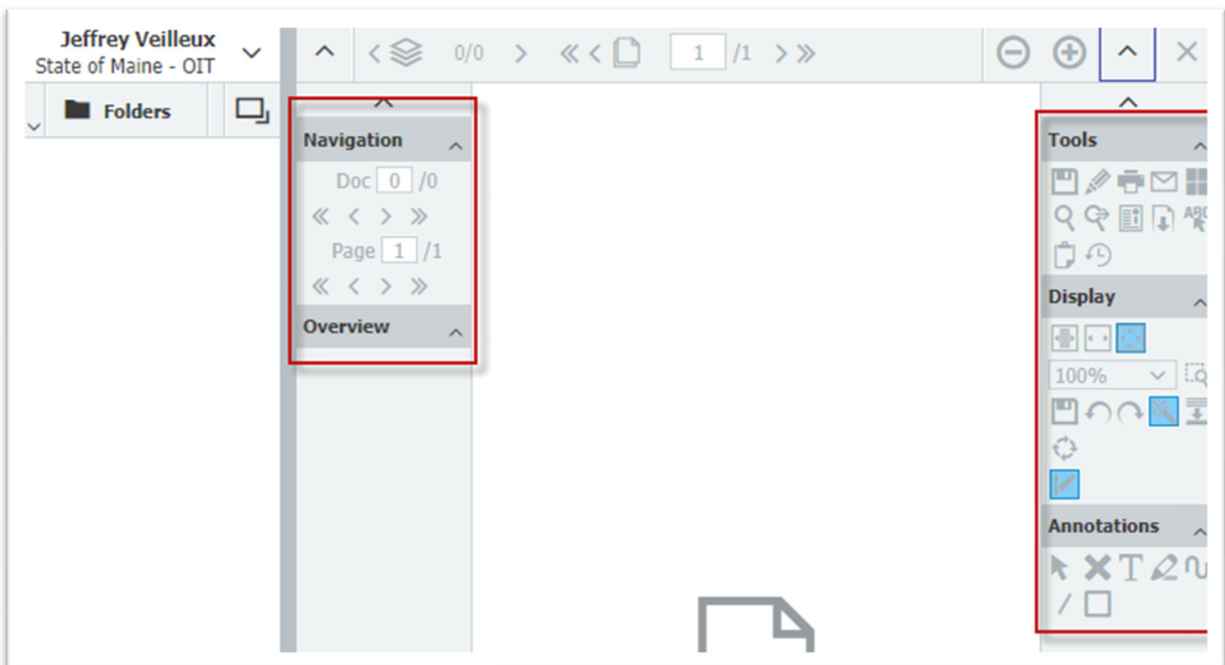 Jeffrey Veilleux
State of Maine - OIT
0/0
1 /1
Folders
Navigation
Doc 0 /0
Page 1 /1
Overview
Tools
ABC
Display
100%
Annotations
T